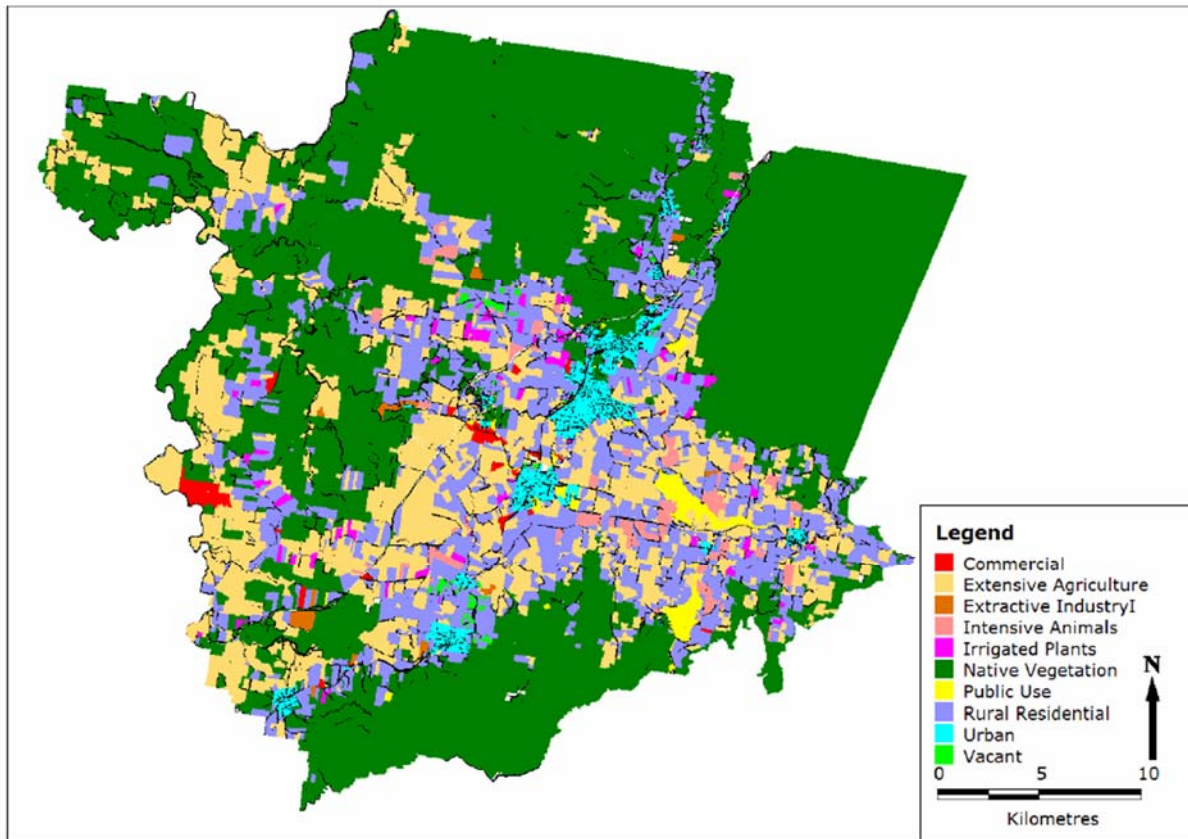 Legend
Commercial
Extensive Agriculture
Extractive IndustryI
Intensive Animals
Irrigated Plants
Native Vegetation
Public Use
Rural Residential
Urban
Vacant
N
0 5 10
Kilometres